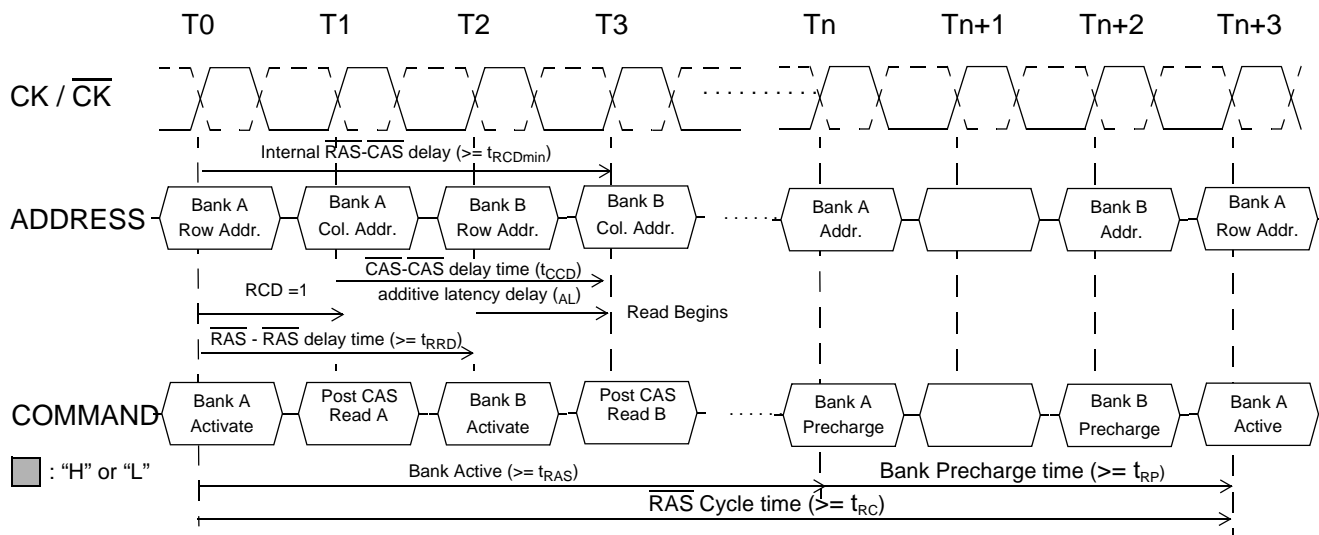 T0 T1 T2 T3 Tn Tn+1 Tn+2 Tn+3
CK / CK
Internal RAS-CAS delay (>= tRCDmin)
ADDRESS
Bank A
Row Addr.
Bank A
Col. Addr.
Bank B
Row Addr.
Bank B
Col. Addr.
Bank A
Addr.
Bank B
Addr.
Bank A
Row Addr.
CAS-CAS delay time (tCCD)
RCD =1
additive latency delay (AL)
Read Begins
RAS - RAS delay time (>= tRRD)
COMMAND
Bank A
Activate
Post CAS
Read A
Bank B
Activate
Post CAS
Read B
Bank A
Precharge
Bank B
Precharge
Bank A
Active
: “H” or “L”
Bank Active (>= tRAS)
Bank Precharge time (>= tRP)
RAS Cycle time (>= tRC)